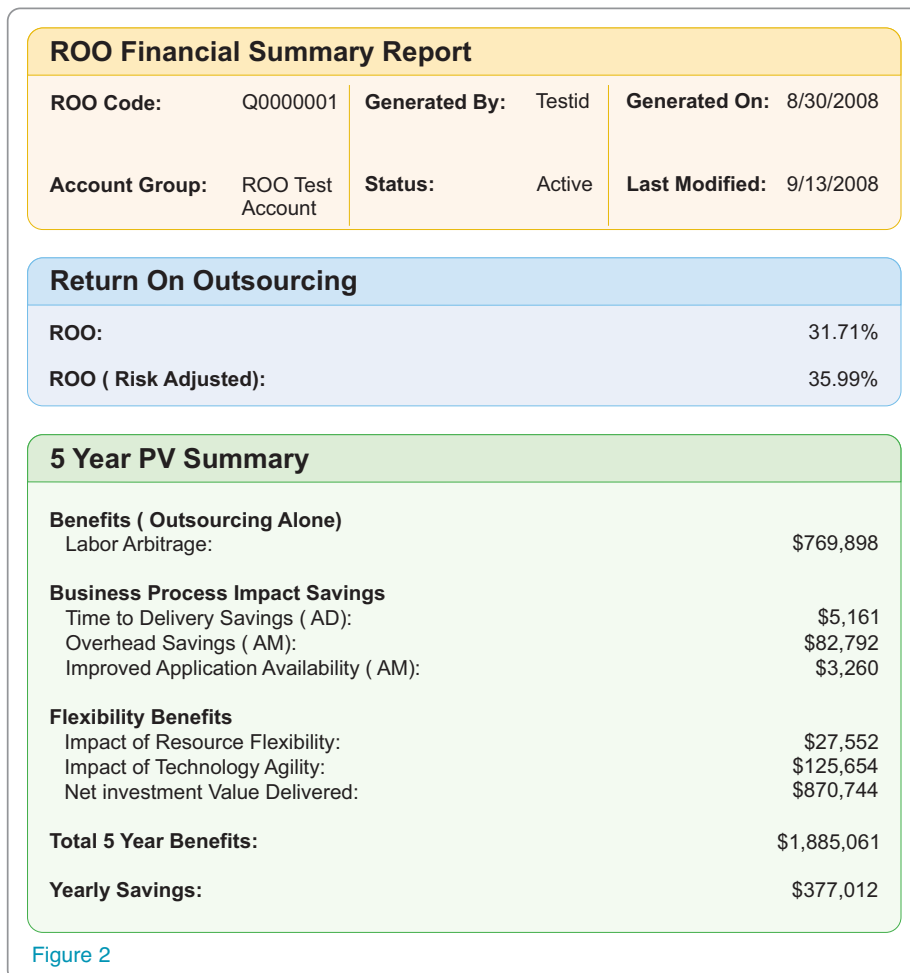 ROO Financial Summary Report
ROO Code: Q0000001 Generated By: Testid Generated On: 8/30/2008
Account Group: ROO Test Account Status: Active Last Modified: 9/13/2008
Return On Outsourcing
ROO: 31.71%
ROO ( Risk Adjusted): 35.99%
5 Year PV Summary
Benefits ( Outsourcing Alone)
Labor Arbitrage: $769,898
Business Process Impact Savings
Time to Delivery Savings ( AD): $5,161
Overhead Savings ( AM): $82,792
Improved Application Availability ( AM): $3,260
Flexibility Benefits
Impact of Resource Flexibility: $27,552
Impact of Technology Agility: $125,654
Net investment Value Delivered: $870,744
Total 5 Year Benefits: $1,885,061
Yearly Savings: $377,012
Figure 2